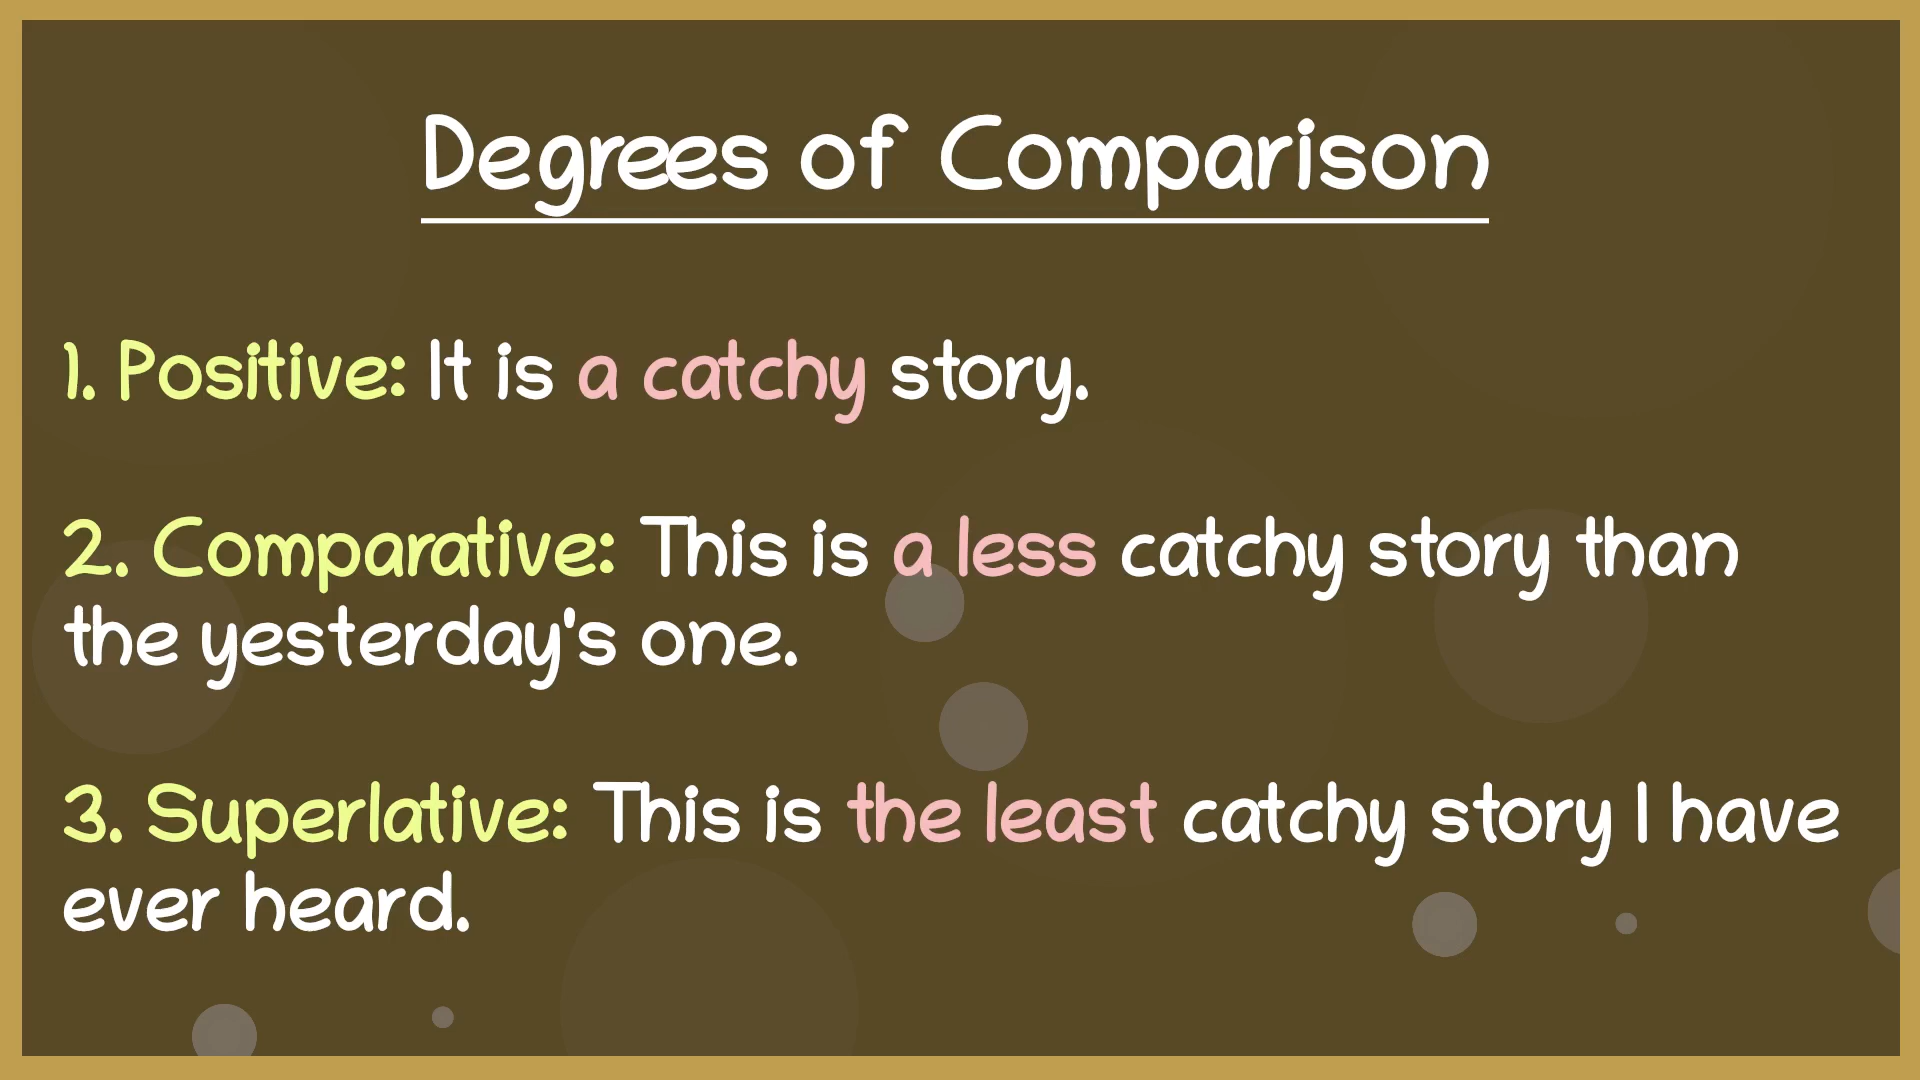 Degrees of Comparison
1. Positive: It is a catchy story.
2. Comparative: This is a less catchy story than
the yesterday's one.
3. Superlative: This is the least catchy story I have
ever heard.